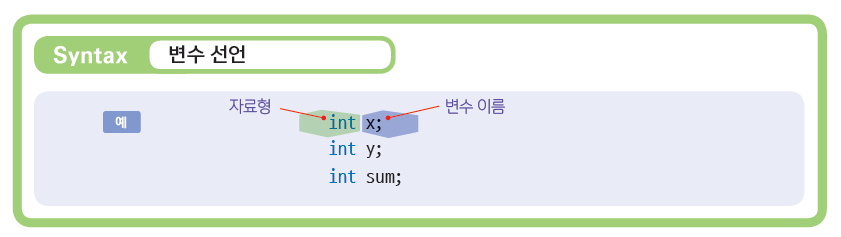 Syntax 변수 선언
자료형 변수 이름
예 int x;
int y;
int sum;